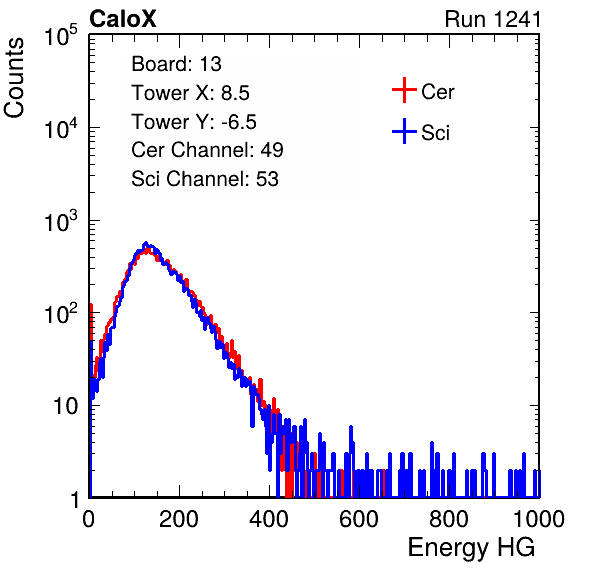 CaloX Run 1241
Counts
10^5
10^4
10^3
10^2
10
1
Board: 13
Tower X: 8.5
Tower Y: -6.5
Cer Channel: 49
Sci Channel: 53
Cer
Sci
0 200 400 600 800 1000
Energy HG